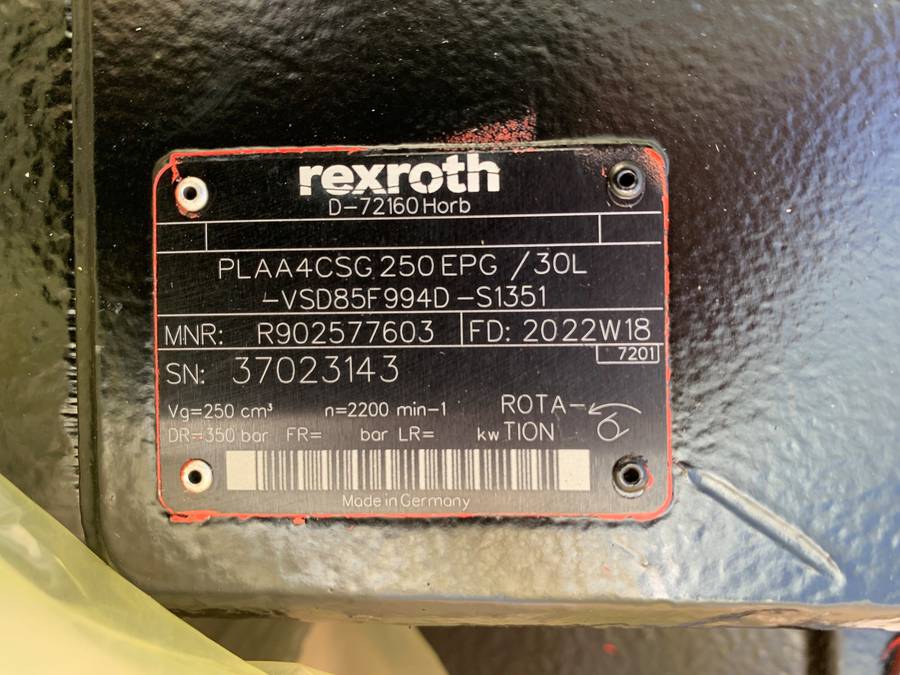 rexroth
D-72160 Horb
PLAA4CSG 250 EPG /30L
-VSD85F994D -S1351
MNR: R902577603 FD: 2022W18
7201
SN: 37023143
Vg=250 cm³ n=2200 min-1 ROTA-
DR=350 bar FR= bar LR= kw TION
Made in Germany